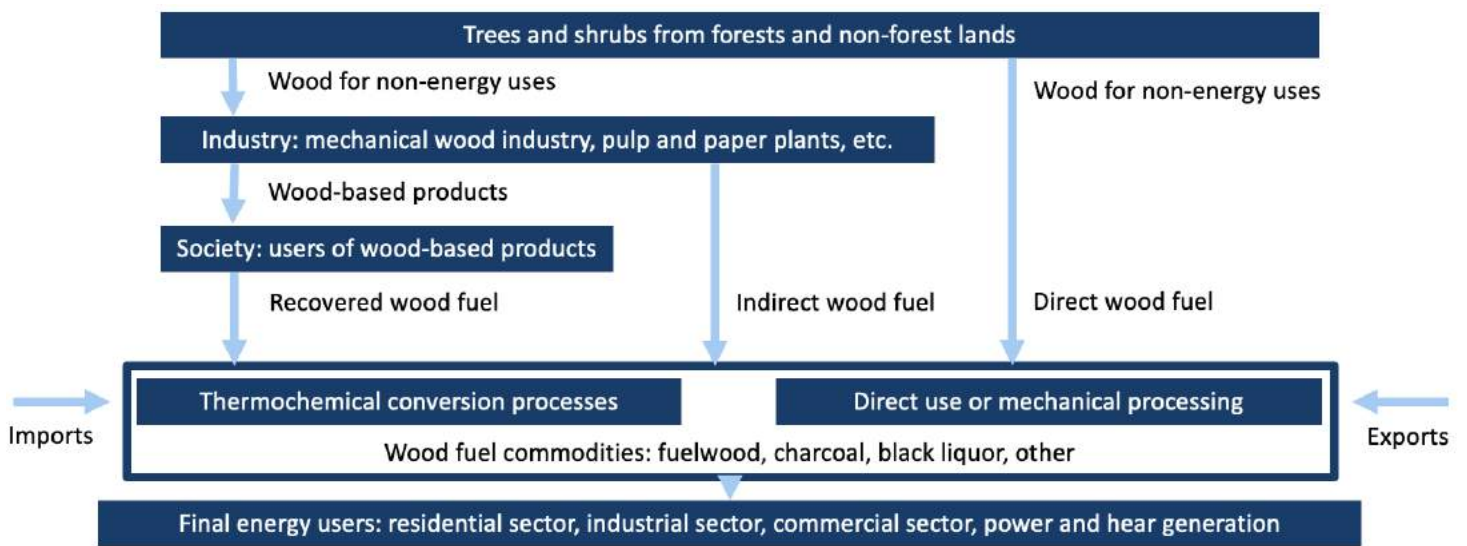 Trees and shrubs from forests and non-forest lands
Wood for non-energy uses
Wood for non-energy uses
Industry: mechanical wood industry, pulp and paper plants, etc.
Wood-based products
Society: users of wood-based products
Recovered wood fuel
Indirect wood fuel
Direct wood fuel
Thermochemical conversion processes
Direct use or mechanical processing
Imports
Exports
Wood fuel commodities: fuelwood, charcoal, black liquor, other
Final energy users: residential sector, industrial sector, commercial sector, power and hear generation